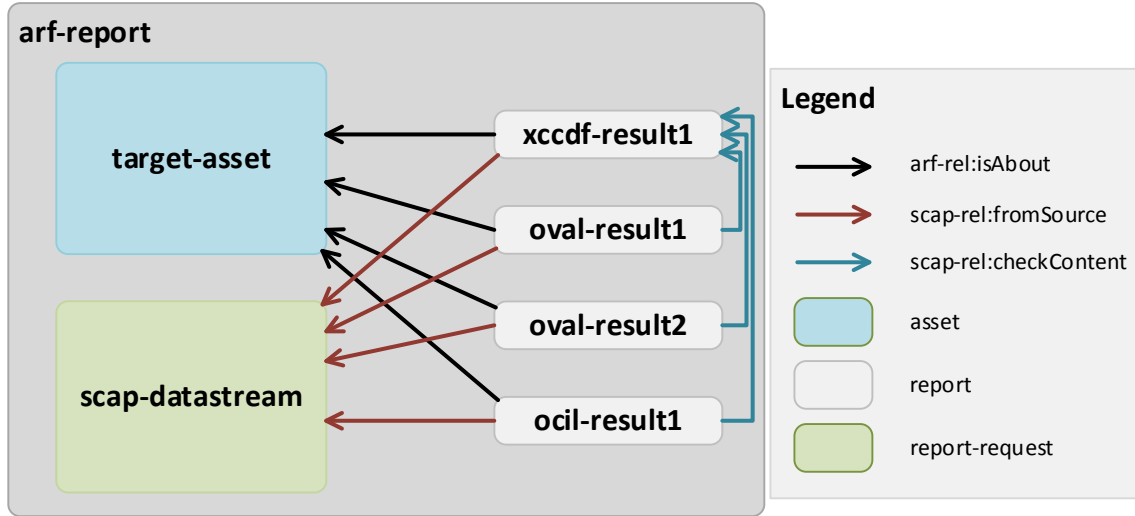 arf-report
target-asset
scap-datastream
xccdf-result1
oval-result1
oval-result2
ocil-result1
Legend
arf-rel:isAbout
scap-rel:fromSource
scap-rel:checkContent
asset
report
report-request